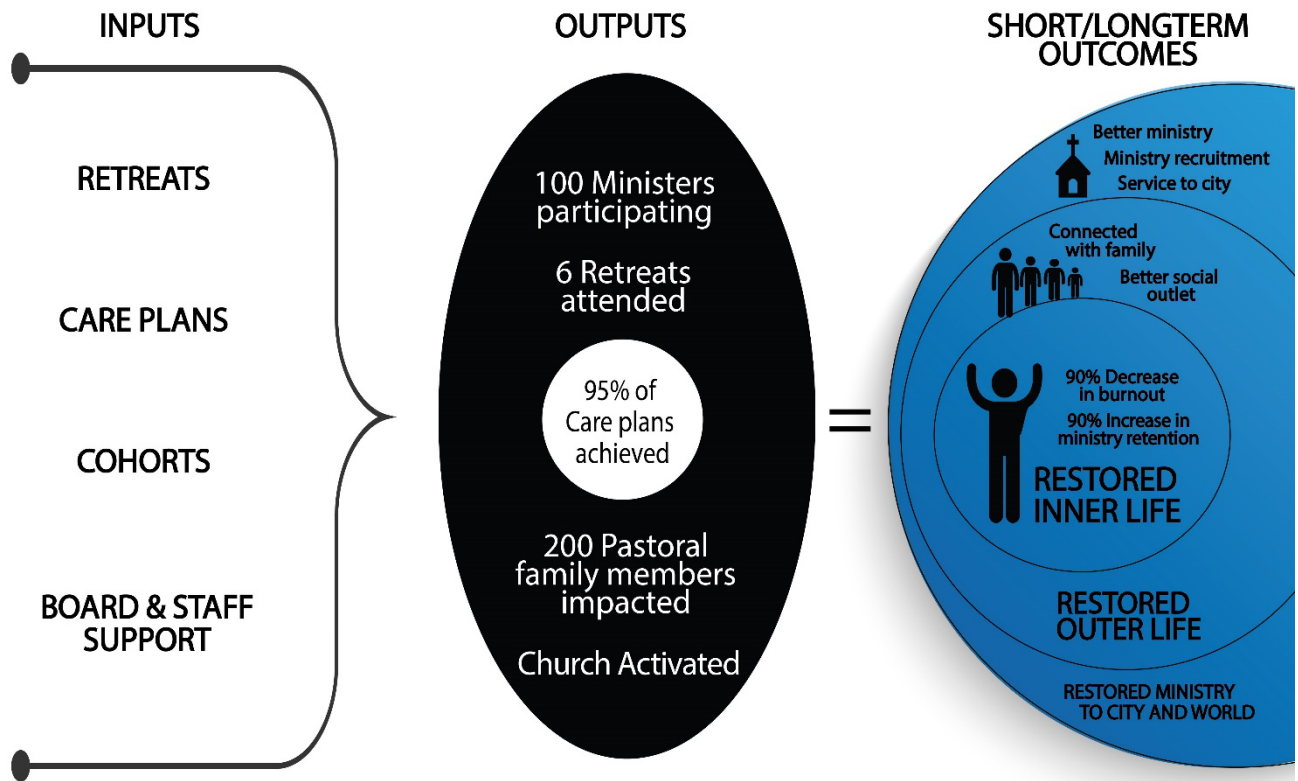 INPUTS
RETREATS
CARE PLANS
COHORTS
BOARD & STAFF
SUPPORT
OUTPUTS
100 Ministers
participating
6 Retreats
attended
95% of
Care plans
achieved
200 Pastoral
family members
impacted
Church Activated
=
SHORT/LONGTERM
OUTCOMES
Better ministry
Ministry recruitment
Service to city
Connected
with family
Better social
outlet
90% Decrease
in burnout
90% Increase in
ministry retention
RESTORED
INNER LIFE
RESTORED
OUTER LIFE
RESTORED MINISTRY
TO CITY AND WORLD